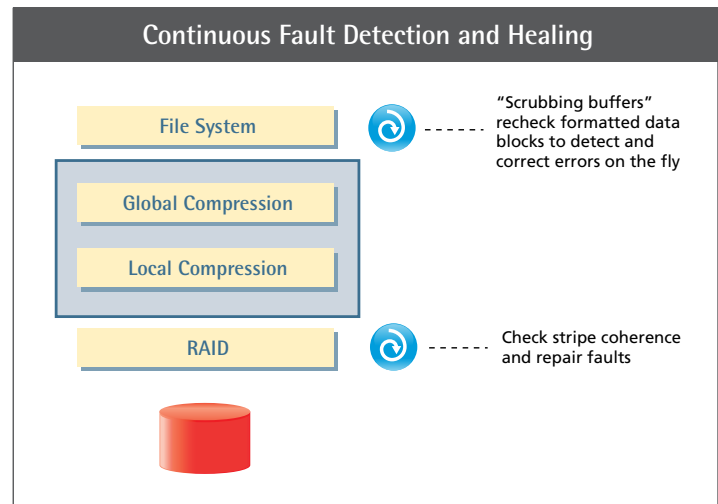 Continuous Fault Detection and Healing
File System
“Scrubbing buffers”
recheck formatted data
blocks to detect and
correct errors on the fly
Global Compression
Local Compression
RAID
Check stripe coherence
and repair faults